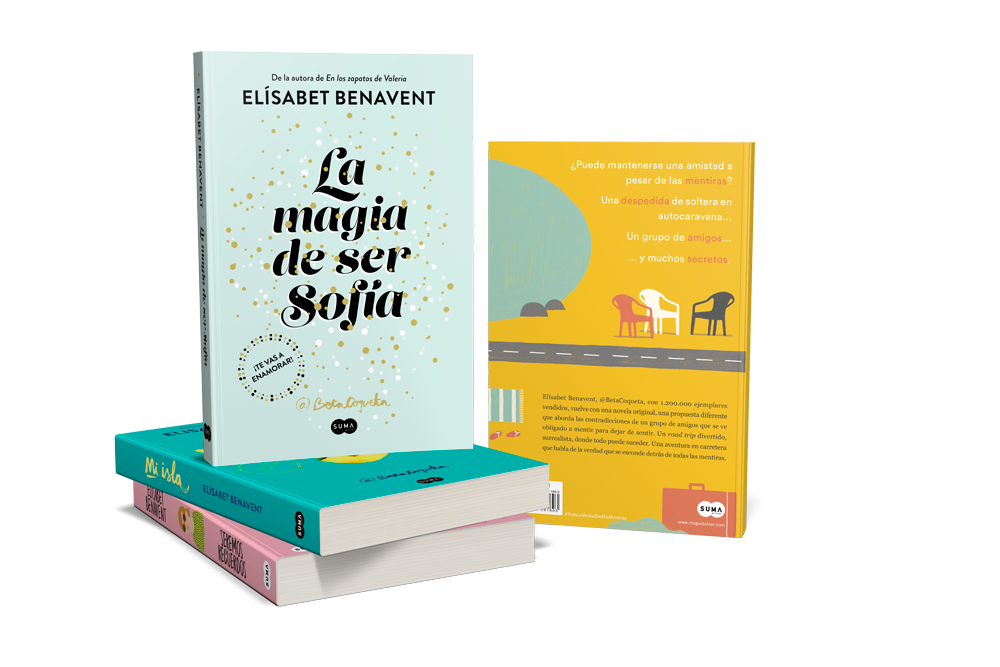 De la autora de En los zapatos de Valeria
ELÍSABET BENAVENT
La
magia
de ser
Sofía
¡TE VAS A
ENAMORAR!
@BetaCoqueta
SUMA
ELÍSABET BENAVENT
La magia de ser Sofía
SUMA
¿Puede mantenerse una amistad a
pesar de las mentiras?
Una despedida de soltera en
autocaravana...
Un grupo de amigos...
... y muchos secretos.
Elísabet Benavent, @BetaCoqueta, con 1.200.000 ejemplares
vendidos, vuelve con una novela original, una propuesta diferente
que aborda las contradicciones de un grupo de amigos que se ve
obligado a mentir para dejar de sentir. Un road trip divertido,
surrealista, donde todo puede suceder. Una aventura en carretera
que habla de la verdad que se esconde detrás de todas las mentiras.
SUMA
www.megustaleer.com
@BetaCoqueta
SUMA
Mi isla
ELÍSABET BENAVENT
SUMA
ELÍSABET
BENAVENT
SEREMOS
RECUERDOS
SUMA